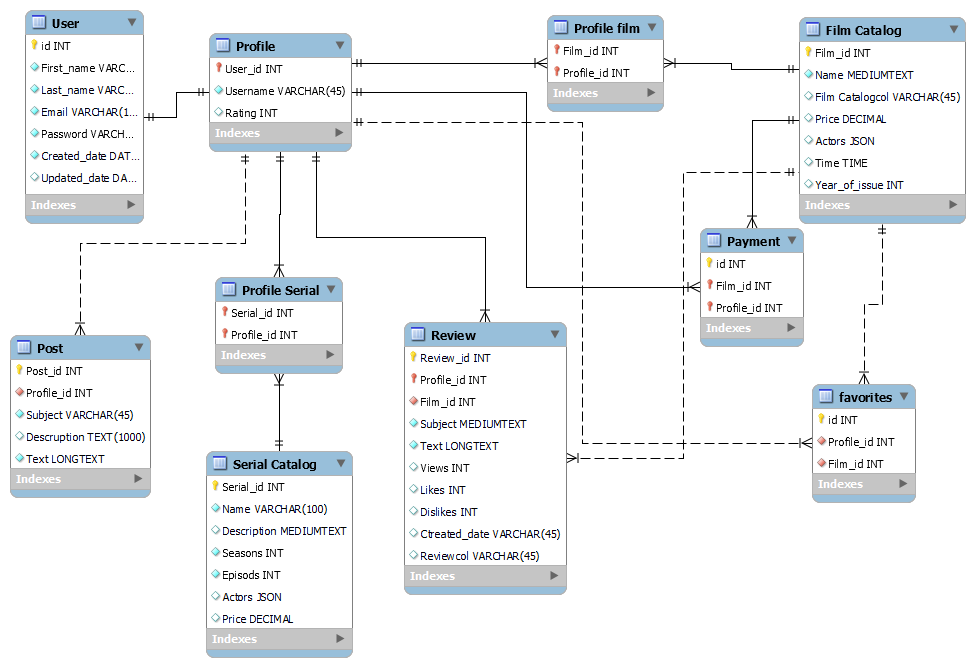 User
id INT
First_name VARC...
Last_name VARC...
Email VARCHAR(1...
Password VARCH...
Created_date DAT...
Updated_date DA...
Indexes
Profile
User_id INT
Username VARCHAR(45)
Rating INT
Indexes
Profile film
Film_id INT
Profile_id INT
Indexes
Film Catalog
Film_id INT
Name MEDIUMTEXT
Film Catalogcol VARCHAR(45)
Price DECIMAL
Actors JSON
Time TIME
Year_of_issue INT
Indexes
Payment
id INT
Film_id INT
Profile_id INT
Indexes
Profile Serial
Serial_id INT
Profile_id INT
Indexes
Post
Post_id INT
Profile_id INT
Subject VARCHAR(45)
Descruption TEXT(1000)
Text LONGTEXT
Indexes
Review
Review_id INT
Profile_id INT
Film_id INT
Subject MEDIUMTEXT
Text LONGTEXT
Views INT
Likes INT
Dislikes INT
Ctreated_date VARCHAR(45)
Reviewcol VARCHAR(45)
Indexes
favorites
id INT
Profile_id INT
Film_id INT
Indexes
Serial Catalog
Serial_id INT
Name VARCHAR(100)
Description MEDIUMTEXT
Seasons INT
Episods INT
Actors JSON
Price DECIMAL
Indexes